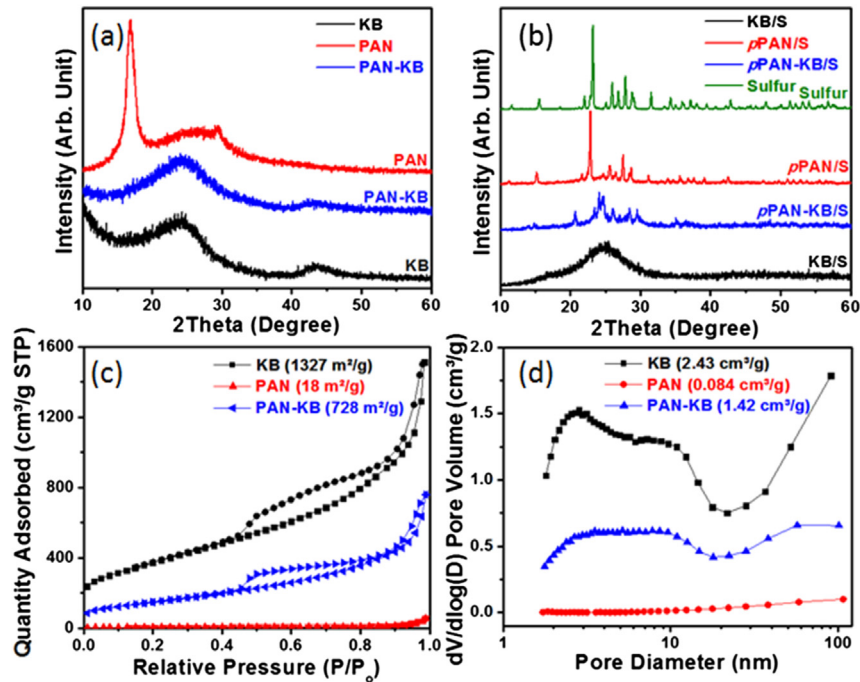 (a)
KB
PAN
PAN-KB
PAN
PAN-KB
KB
Intensity (Arb. Unit)
10 20 30 40 50 60
2Theta (Degree)
(b)
KB/S
pPAN/S
pPAN-KB/S
Sulfur
Sulfur
pPAN/S
pPAN-KB/S
KB/S
Intensity (Arb. Unit)
10 20 30 40 50 60
2Theta (Degree)
(c)
KB (1327 m²/g)
PAN (18 m²/g)
PAN-KB (728 m²/g)
Quantity Adsorbed (cm³/g STP)
1600
1200
800
400
0
0.0 0.2 0.4 0.6 0.8 1.0
Relative Pressure (P/Pₒ)
(d)
KB (2.43 cm³/g)
PAN (0.084 cm³/g)
PAN-KB (1.42 cm³/g)
dV/dlog(D) Pore Volume (cm³/g)
2.0
1.5
1.0
0.5
0.0
1 10 100
Pore Diameter (nm)